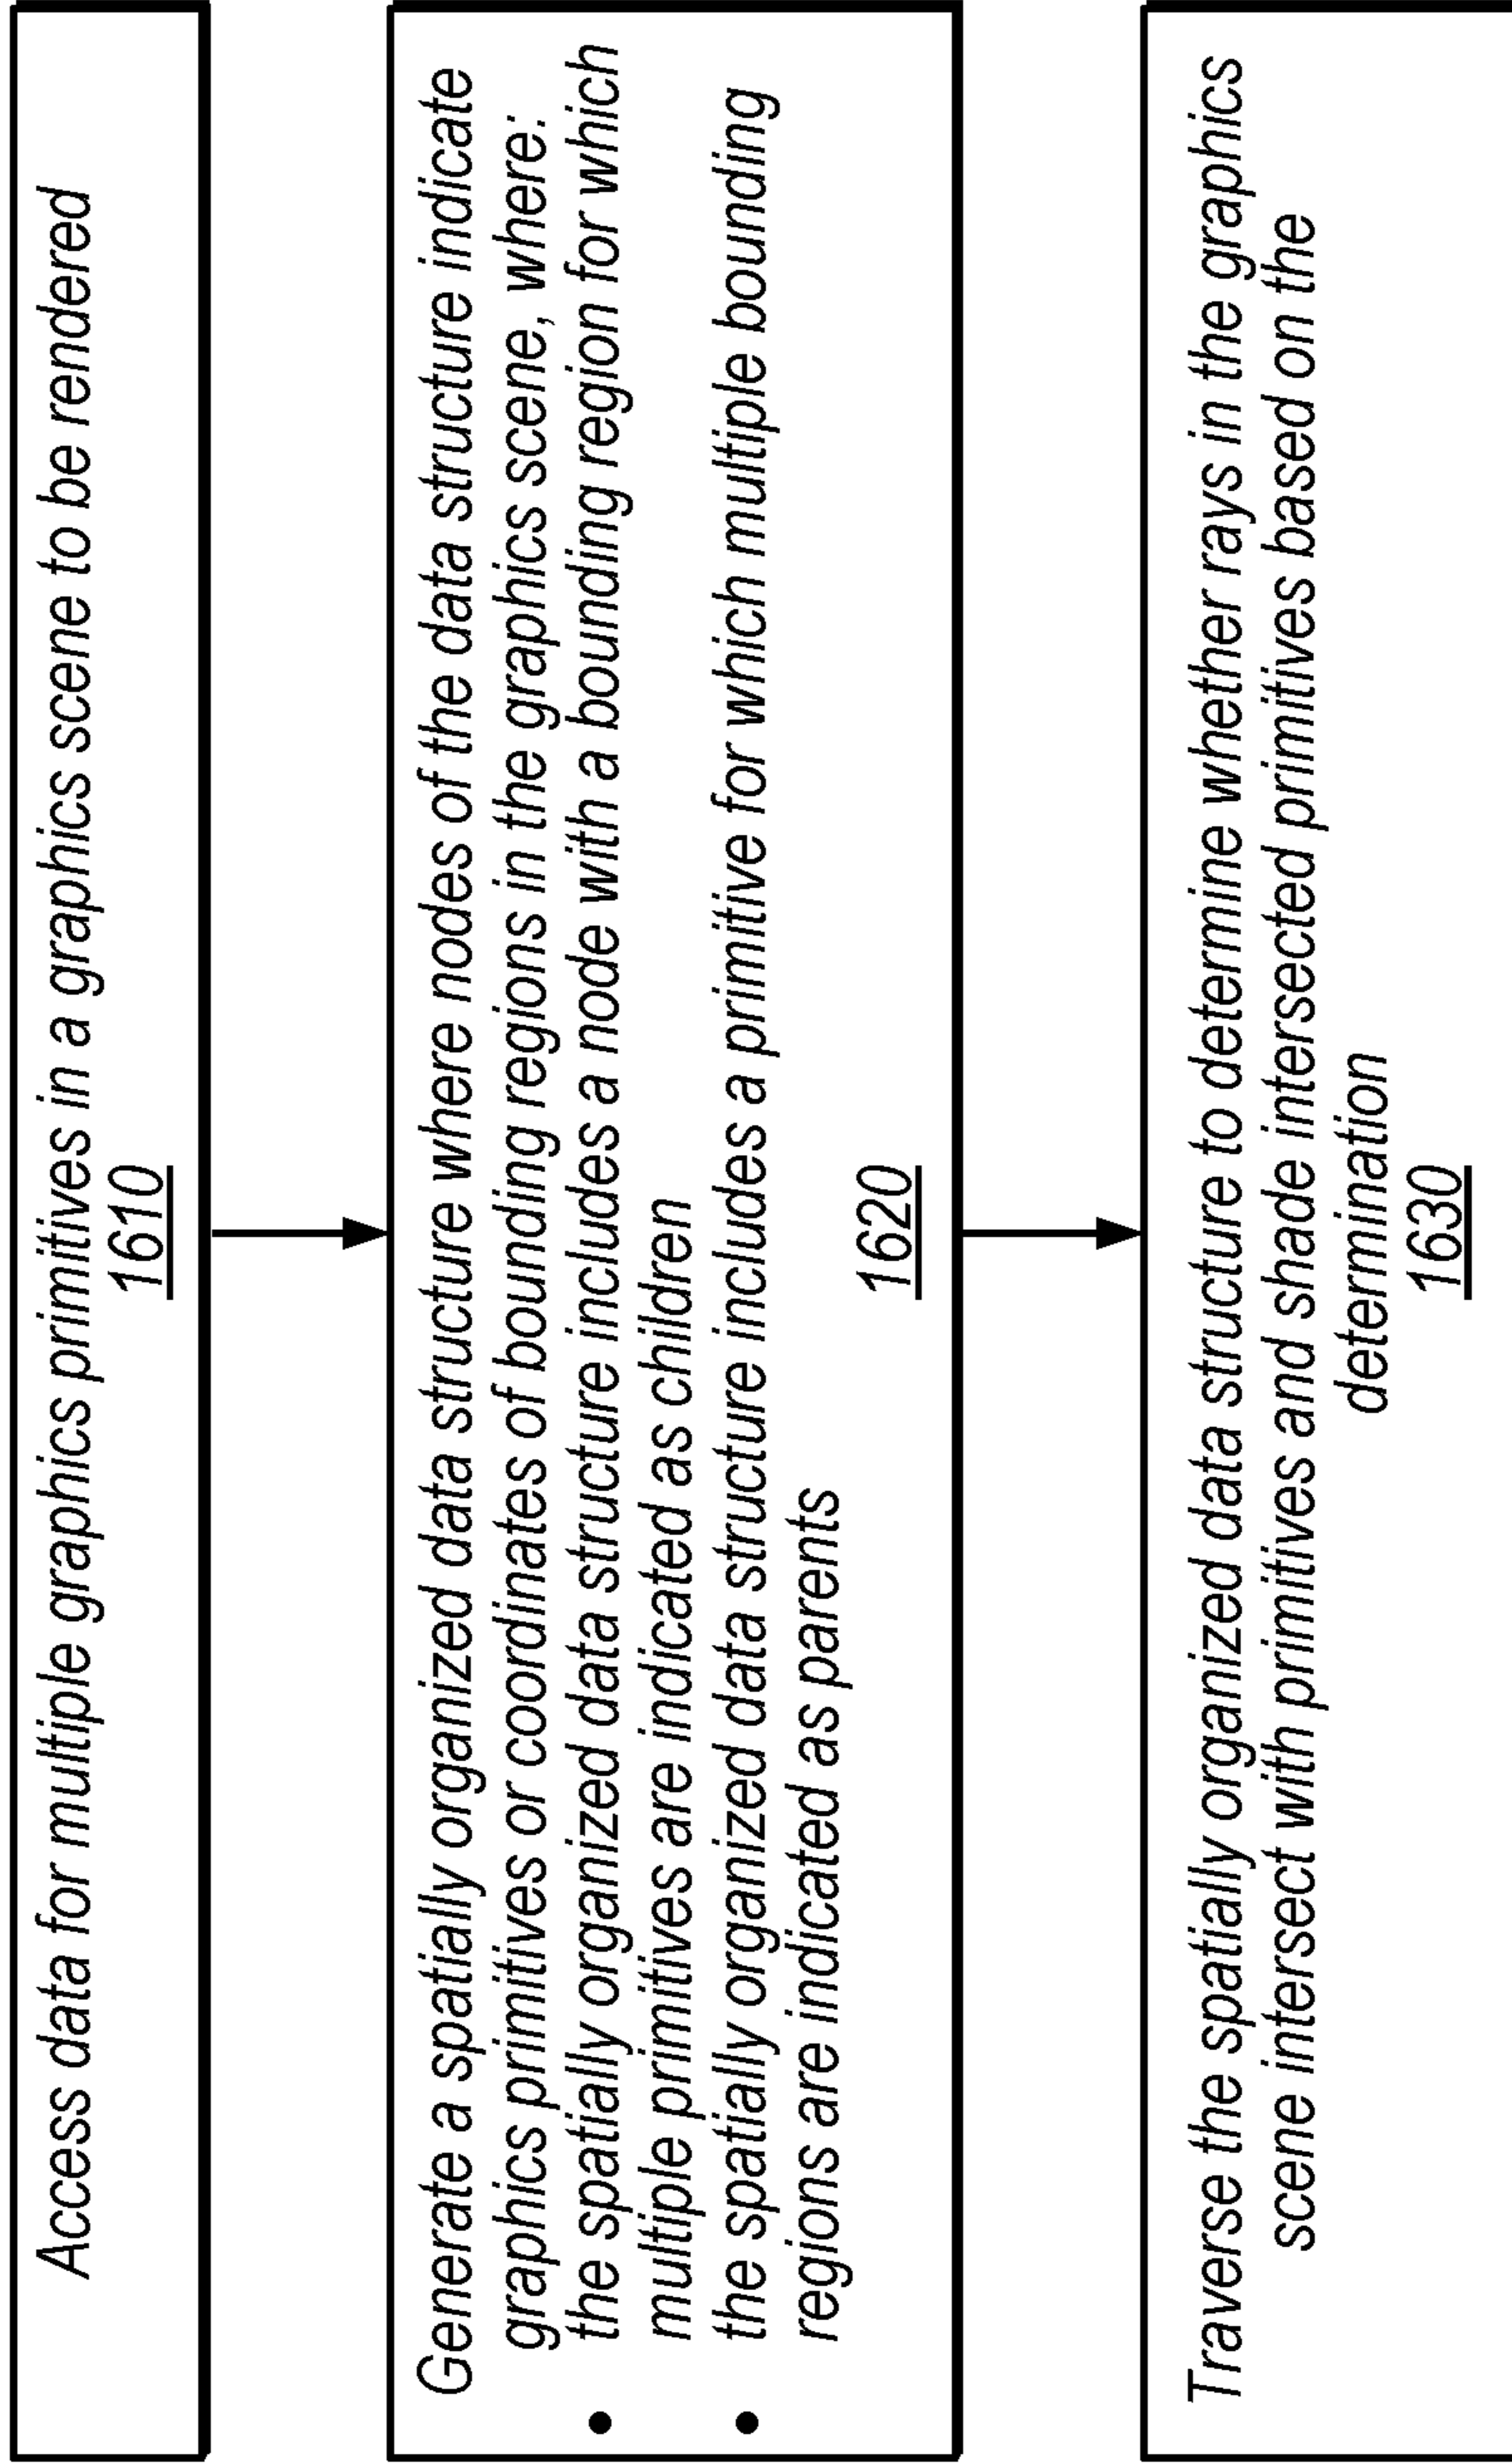 Access data for multiple graphics primitives in a graphics scene to be rendered
1610
Generate a spatially organized data structure where nodes of the data structure indicate
graphics primitives or coordinates of bounding regions in the graphics scene, where:
• the spatially organized data structure includes a node with a bounding region for which
multiple primitives are indicated as children
• the spatially organized data structure includes a primitive for which multiple bounding
regions are indicated as parents
1620
Traverse the spatially organized data structure to determine whether rays in the graphics
scene intersect with primitives and shade intersected primitives based on the
determination
1630